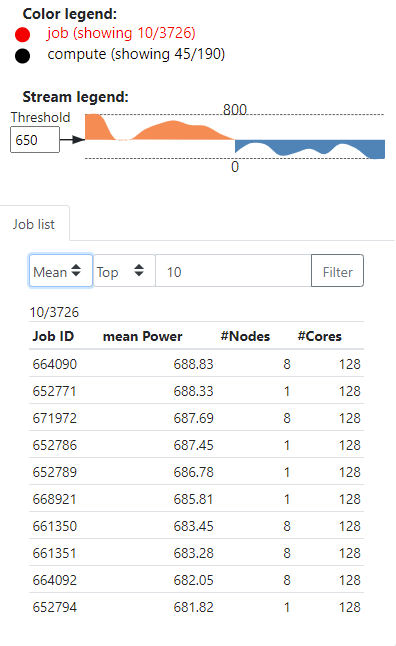 Color legend:
job (showing 10/3726)
compute (showing 45/190)
Stream legend:
Threshold
800
650
0
Job list
Mean Top 10 Filter
10/3726
Job ID mean Power #Nodes #Cores
664090 688.83 8 128
652771 688.33 1 128
671972 687.69 8 128
652786 687.45 1 128
652789 686.78 1 128
668921 685.81 1 128
661350 683.45 8 128
661351 683.28 8 128
664092 682.05 8 128
652794 681.82 1 128